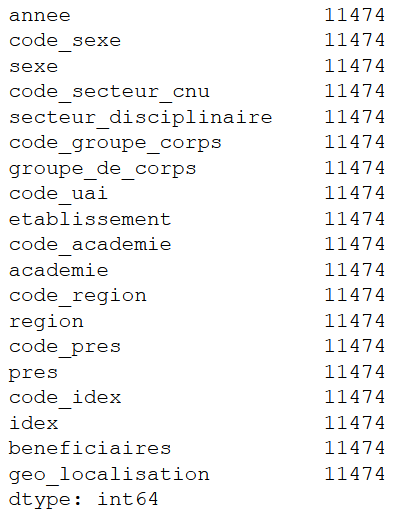 annee 11474
code_sexe 11474
sexe 11474
code_secteur_cnu 11474
secteur_disciplinaire 11474
code_groupe_corps 11474
groupe_de_corps 11474
code_uai 11474
etablissement 11474
code_academie 11474
academie 11474
code_region 11474
region 11474
code_pres 11474
pres 11474
code_idex 11474
idex 11474
beneficiaires 11474
geo_localisation 11474
dtype: int64